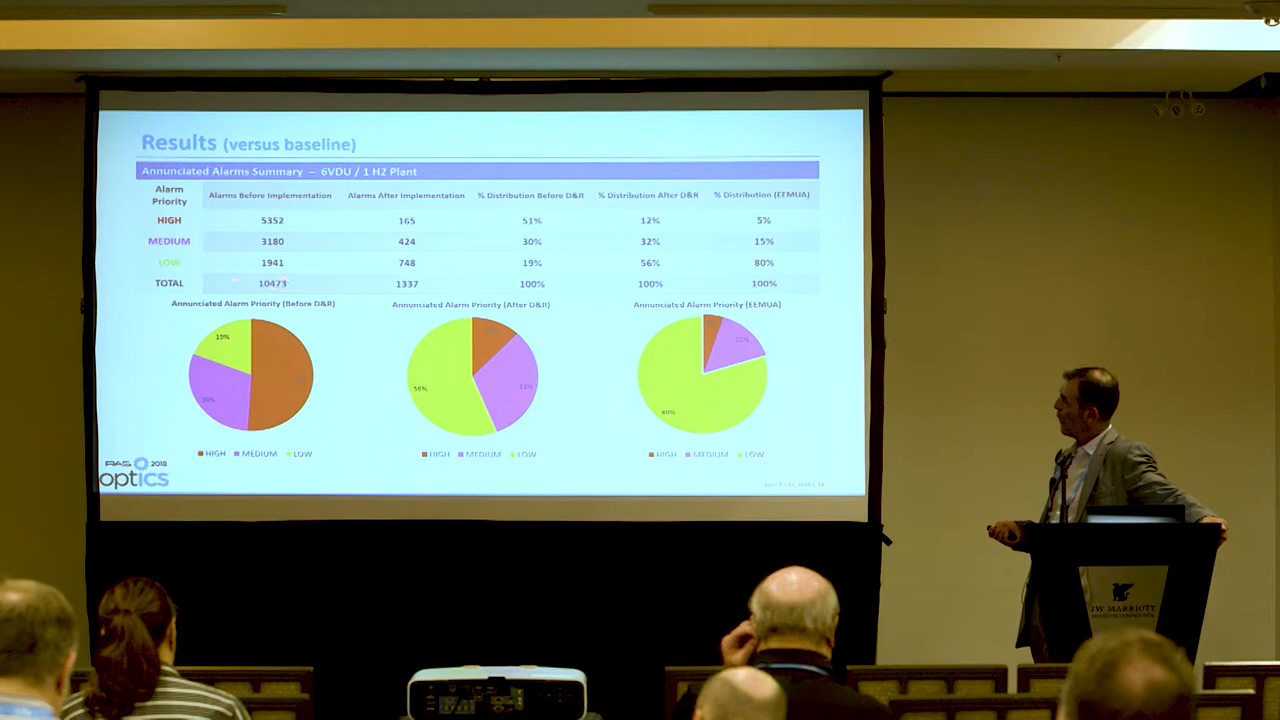 Results (versus baseline)
Annunciated Alarms Summary – 6VDU / 1 H2 Plant
Alarm Priority Alarms Before Implementation Alarms After Implementation % Distribution Before D&R % Distribution After D&R % Distribution (EEMUA)
HIGH 5352 165 51% 12% 5%
MEDIUM 3180 424 30% 32% 15%
LOW 1941 748 19% 56% 80%
TOTAL 10473 1337 100% 100% 100%
Annunciated Alarm Priority (Before D&R) Annunciated Alarm Priority (After D&R) Annunciated Alarm Priority (EEMUA)
19%
30%
56%
32%
15%
80%
HIGH MEDIUM LOW
HIGH MEDIUM LOW
HIGH MEDIUM LOW
2018
optics
JW MARRIOTT